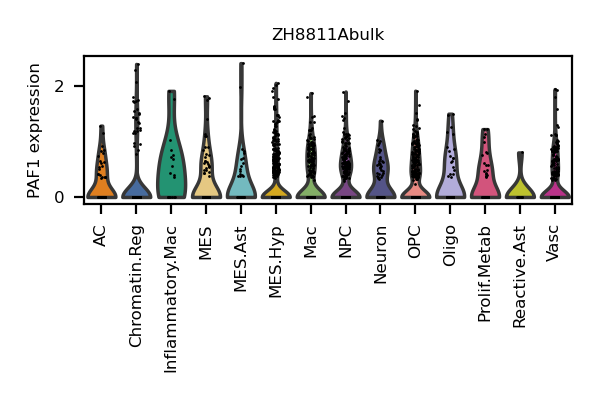 ZH8811Abulk
PAF1 expression
2
0
AC
Chromatin.Reg
Inflammatory.Mac
MES
MES.Ast
MES.Hyp
Mac
NPC
Neuron
OPC
Oligo
Prolif.Metab
Reactive.Ast
Vasc